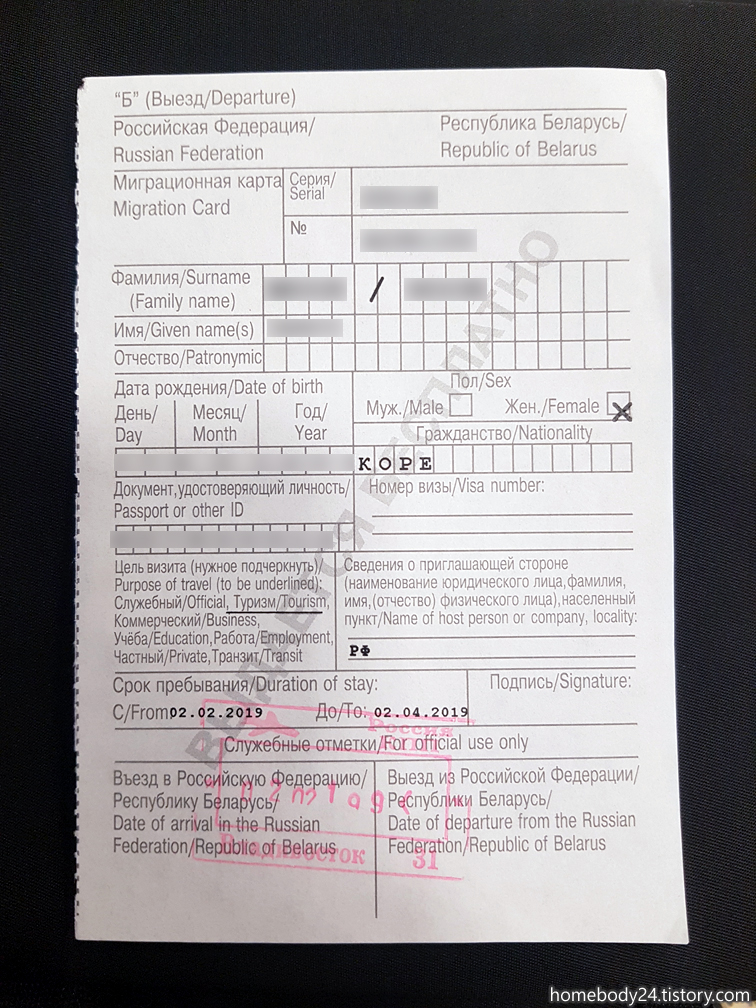 “Б” (Выезд/Departure)
Российская Федерация/ Республика Беларусь/
Russian Federation Republic of Belarus
Миграционная карта Серия/
Migration Card Serial
№
Фамилия/Surname /
(Family name)
Имя/Given name(s)
Отчество/Patronymic
Дата рождения/Date of birth Пол/Sex
День/ Месяц/ Год/ Муж./Male Жен./Female X
Day Month Year Гражданство/Nationality
КОРЕ
Документ,удостоверяющий личность/ Номер визы/Visa number:
Passport or other ID
Цель визита (нужное подчеркнуть)/ Сведения о приглашающей стороне
Purpose of travel (to be underlined): (наименование юридического лица,фамилия,
Служебный/Official, Туризм/Tourism, имя,(отчество) физического лица),населенный
Коммерческий/Business, пункт/Name of host person or company, locality:
Учёба/Education,Работа/Employment,
Частный/Private,Транзит/Transit РФ
Срок пребывания/Duration of stay: Подпись/Signature:
С/From 02.02.2019 До/To: 02.04.2019
Служебные отметки/For official use only
Въезд в Российскую Федерацию/ Выезд из Российской Федерации/
Республику Беларусь/ Республики Беларусь/
Date of arrival in the Russian Date of departure from the Russian
Federation/Republic of Belarus Federation/Republic of Belarus
ВЫДАЕТСЯ БЕСПЛАТНО
Россия
Владивосток 31
homebody24.tistory.com